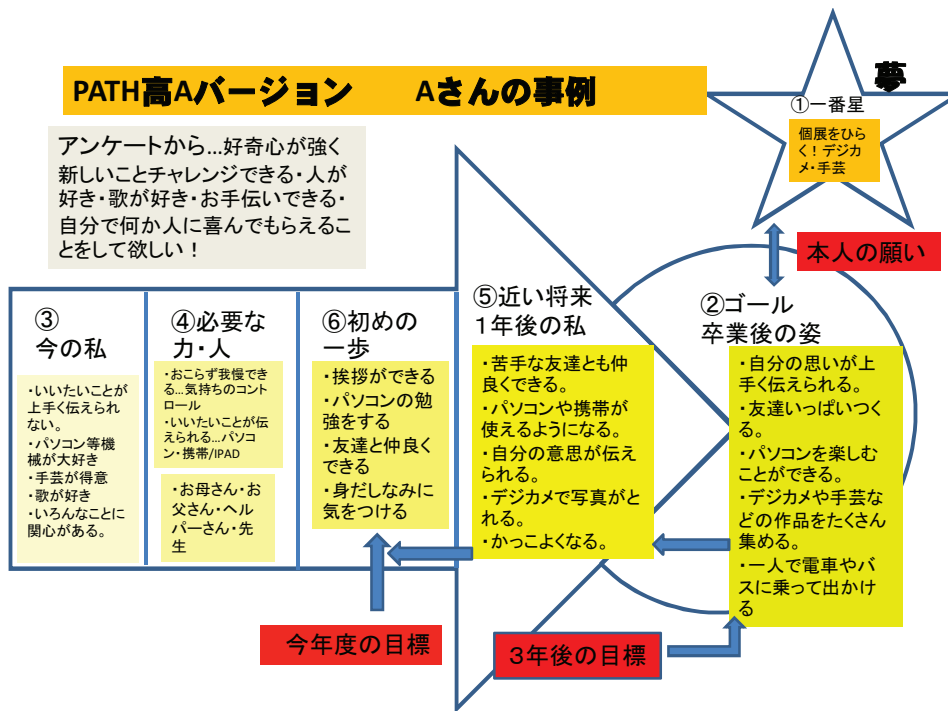 PATH高Aバージョン　　Aさんの事例
夢
①一番星
個展をひら
く！デジカ
メ・手芸
アンケートから…好奇心が強く
新しいことチャレンジできる・人が
好き・歌が好き・お手伝いできる・
自分で何か人に喜んでもらえるこ
とをして欲しい！
本人の願い
③
今の私
・いいたいことが
上手く伝えられ
ない。
・パソコン等機
械が大好き
・手芸が得意
・歌が好き
・いろんなことに
関心がある。
④必要な
力・人
・おこらず我慢でき
る…気持ちのコント
ロール
・いいたいことが伝
えられる…パソコ
ン・携帯/IPAD
・お母さん・お
父さん・ヘル
パーさん・先
生
⑥初めの
一歩
・挨拶ができる
・パソコンの勉
強をする
・友達と仲良く
できる
・身だしなみに
気をつける
⑤近い将来
１年後の私
・苦手な友達とも仲
良くできる。
・パソコンや携帯が
使えるようになる。
・自分の意思が伝え
られる。
・デジカメで写真がと
れる。
・かっこよくなる。
②ゴール
卒業後の姿
・自分の思いが上
手く伝えられる。
・友達いっぱいつく
る。
・パソコンを楽しむ
ことができる。
・デジカメや手芸な
どの作品をたくさん
集める。
・一人で電車やバ
スに乗って出かけ
る
今年度の目標
３年後の目標